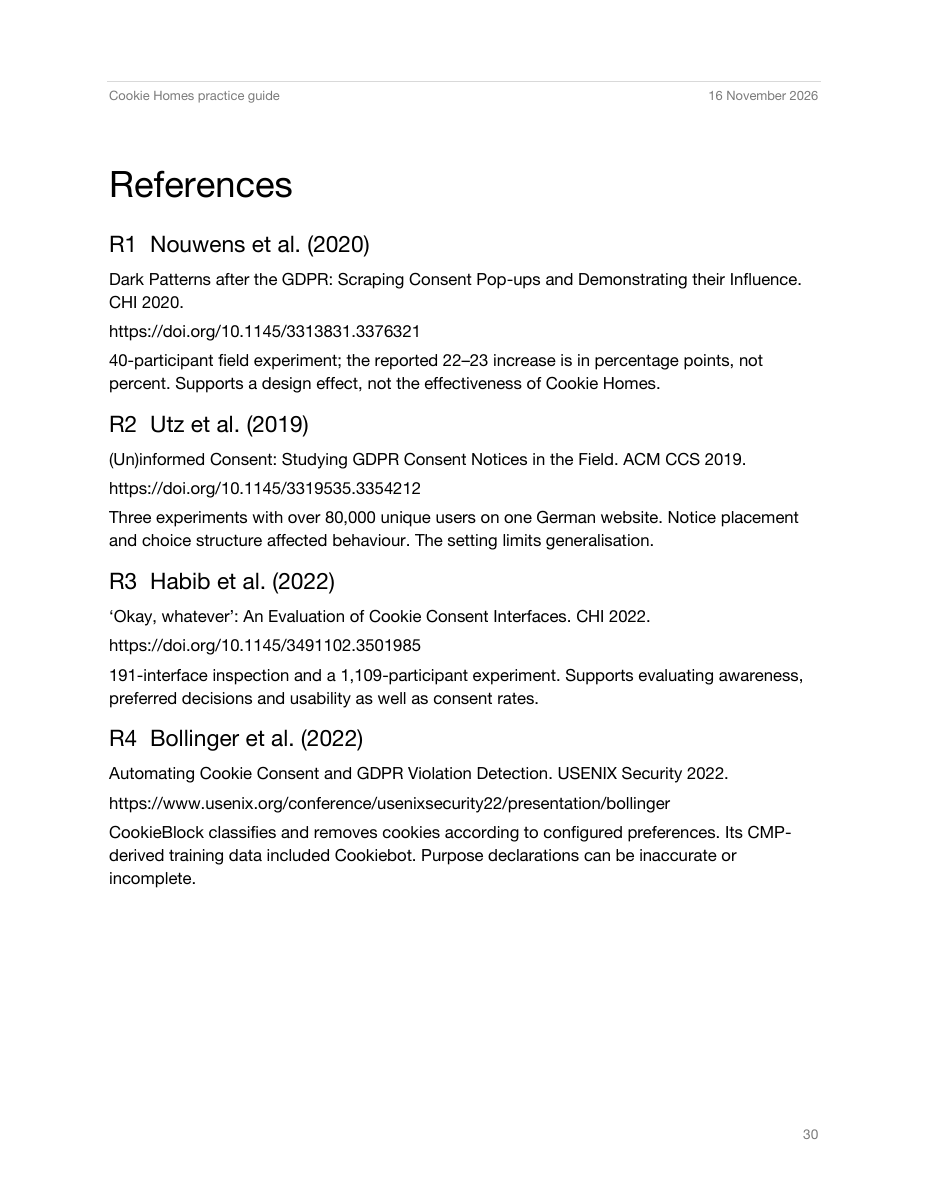 Cookie Homes practice guide
16 November 2026
References
R1 Nouwens et al. (2020)
Dark Patterns after the GDPR: Scraping Consent Pop-ups and Demonstrating their Influence.
CHI 2020.
https://doi.org/10.1145/3313831.3376321
40-participant field experiment; the reported 22–23 increase is in percentage points, not
percent. Supports a design effect, not the effectiveness of Cookie Homes.
R2 Utz et al. (2019)
(Un)informed Consent: Studying GDPR Consent Notices in the Field. ACM CCS 2019.
https://doi.org/10.1145/3319535.3354212
Three experiments with over 80,000 unique users on one German website. Notice placement
and choice structure affected behaviour. The setting limits generalisation.
R3 Habib et al. (2022)
‘Okay, whatever’: An Evaluation of Cookie Consent Interfaces. CHI 2022.
https://doi.org/10.1145/3491102.3501985
191-interface inspection and a 1,109-participant experiment. Supports evaluating awareness,
preferred decisions and usability as well as consent rates.
R4 Bollinger et al. (2022)
Automating Cookie Consent and GDPR Violation Detection. USENIX Security 2022.
https://www.usenix.org/conference/usenixsecurity22/presentation/bollinger
CookieBlock classifies and removes cookies according to configured preferences. Its CMP-
derived training data included Cookiebot. Purpose declarations can be inaccurate or
incomplete.
30